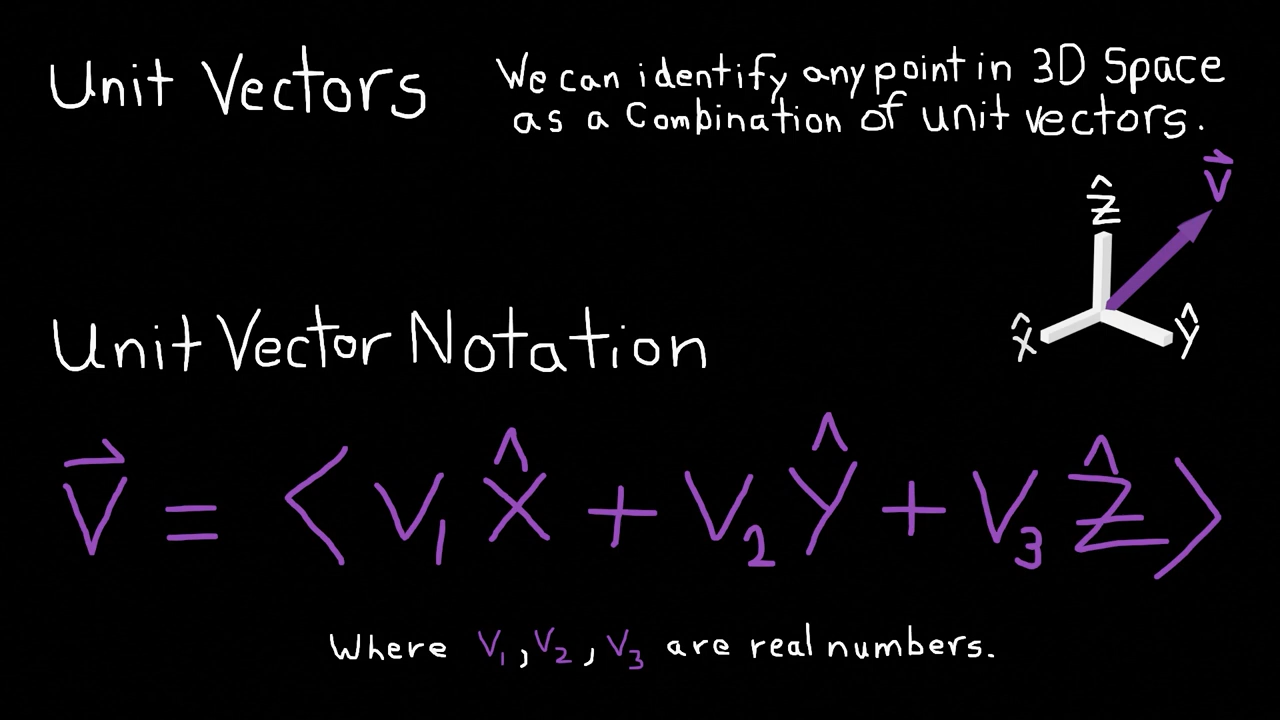 Unit Vectors
We can identify any point in 3D Space
as a Combination of unit vectors.
V⃗
Ẑ
X̂
Ŷ
Unit Vector Notation
V⃗ = ⟨V₁X̂ + V₂Ŷ + V₃Ẑ⟩
Where V₁, V₂, V₃ are real numbers.